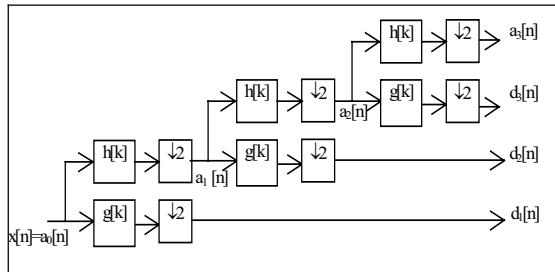 h[k] ↓2 a₃[n]
h[k] ↓2 a₂[n] g[k] ↓2 d₃[n]
h[k] ↓2 a₁[n] g[k] ↓2 d₂[n]
x[n]=a₀[n] g[k] ↓2 d₁[n]